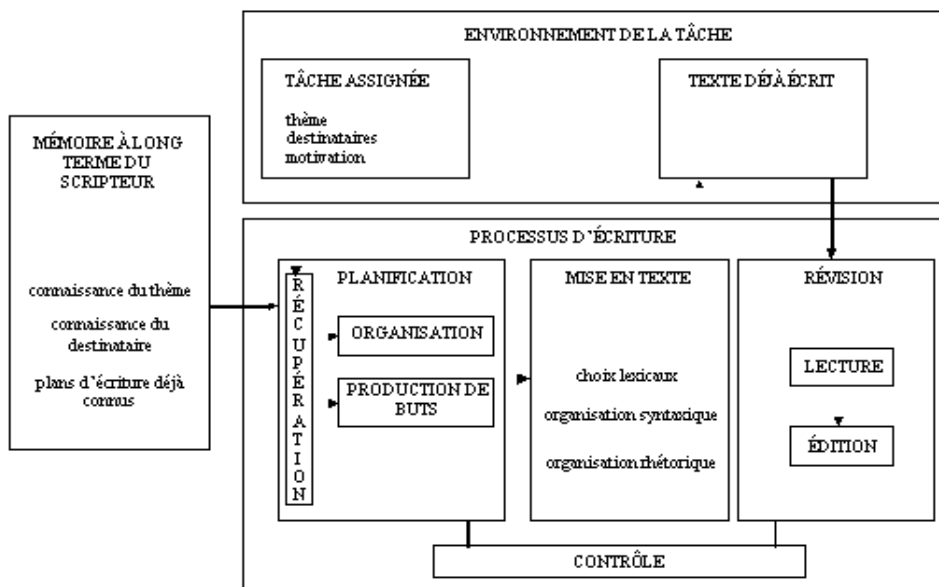 ENVIRONNEMENT DE LA TÂCHE
TÂCHE ASSIGNÉE
thème
destinataires
motivation
TEXTE DÉJÀ ÉCRIT
MÉMOIRE À LONG
TERME DU
SCRIPTEUR
connaissance du thème
connaissance du
destinataire
plans d'écriture déjà
connus
PROCESSUS D'ÉCRITURE
RÉCUPÉRATION
PLANIFICATION
ORGANISATION
PRODUCTION DE
BUTS
MISE EN TEXTE
choix lexicaux
organisation syntaxique
organisation rhétorique
RÉVISION
LECTURE
ÉDITION
CONTRÔLE